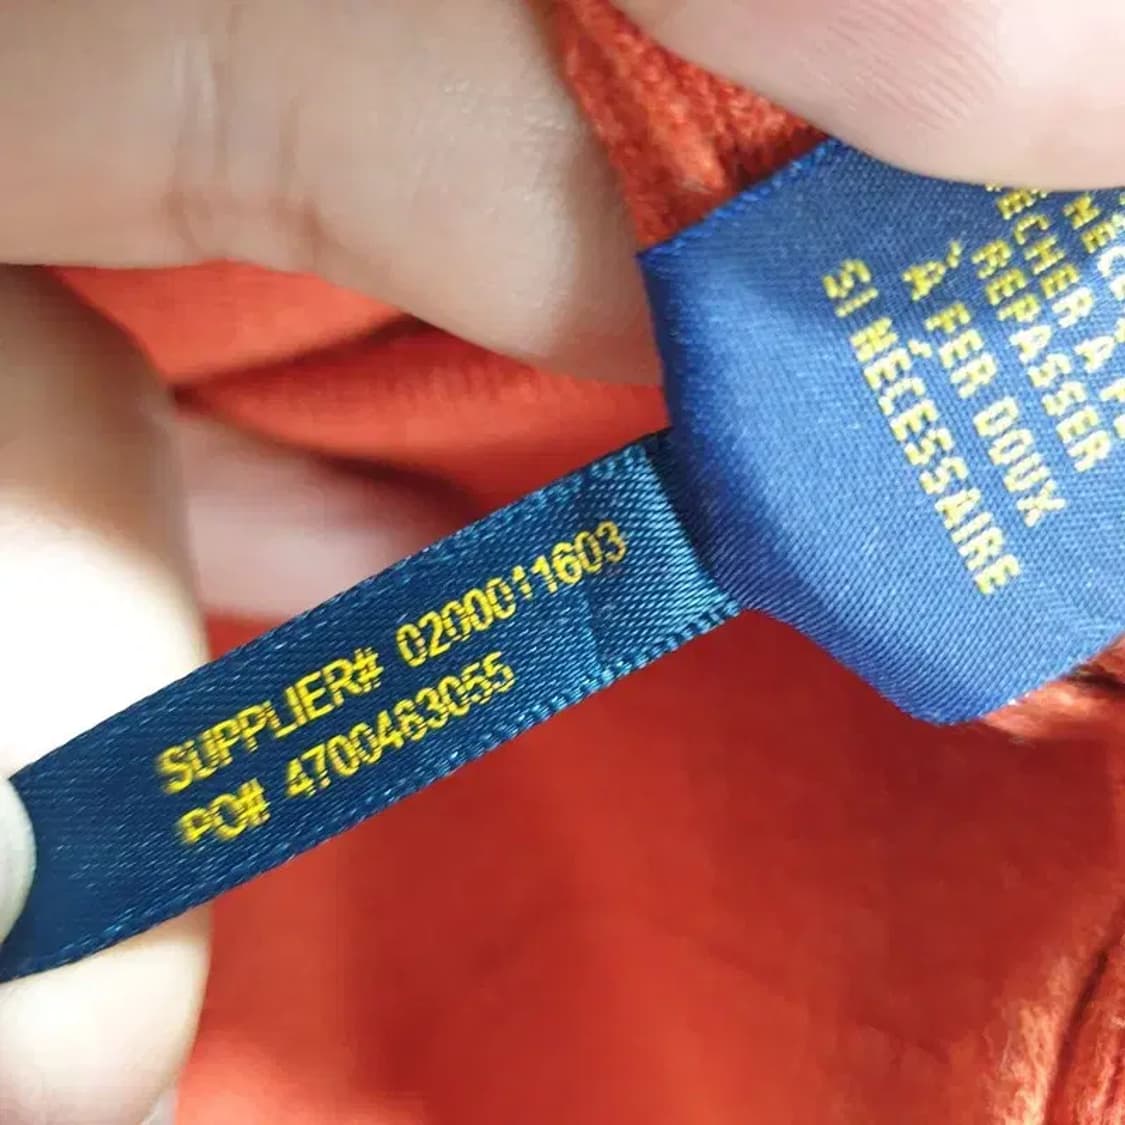 SUPPLIER# 0200011603
PO# 4700463055
REPASSER
À FER DOUX
SI NÉCESSAIRE